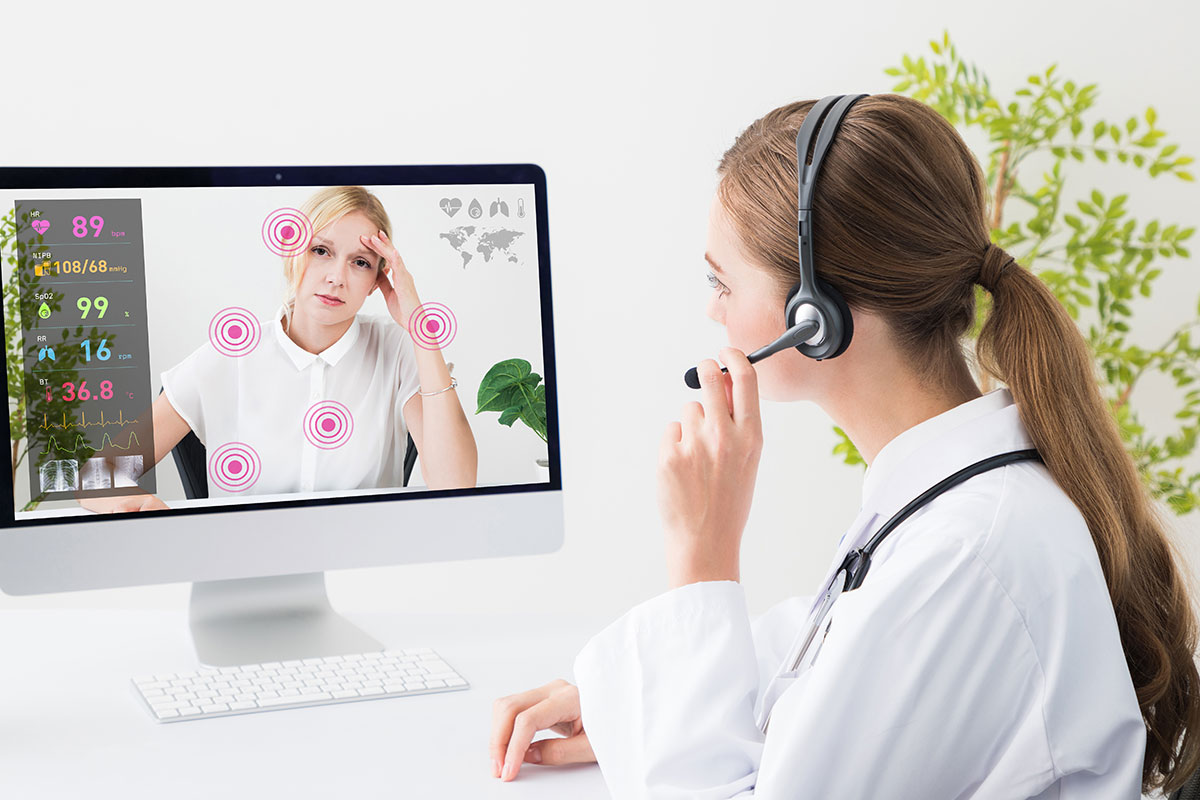 HR
89 bpm
NIPB
108/68 mmHg
SpO2
99 %
RR
16 rpm
BT
36.8 °C